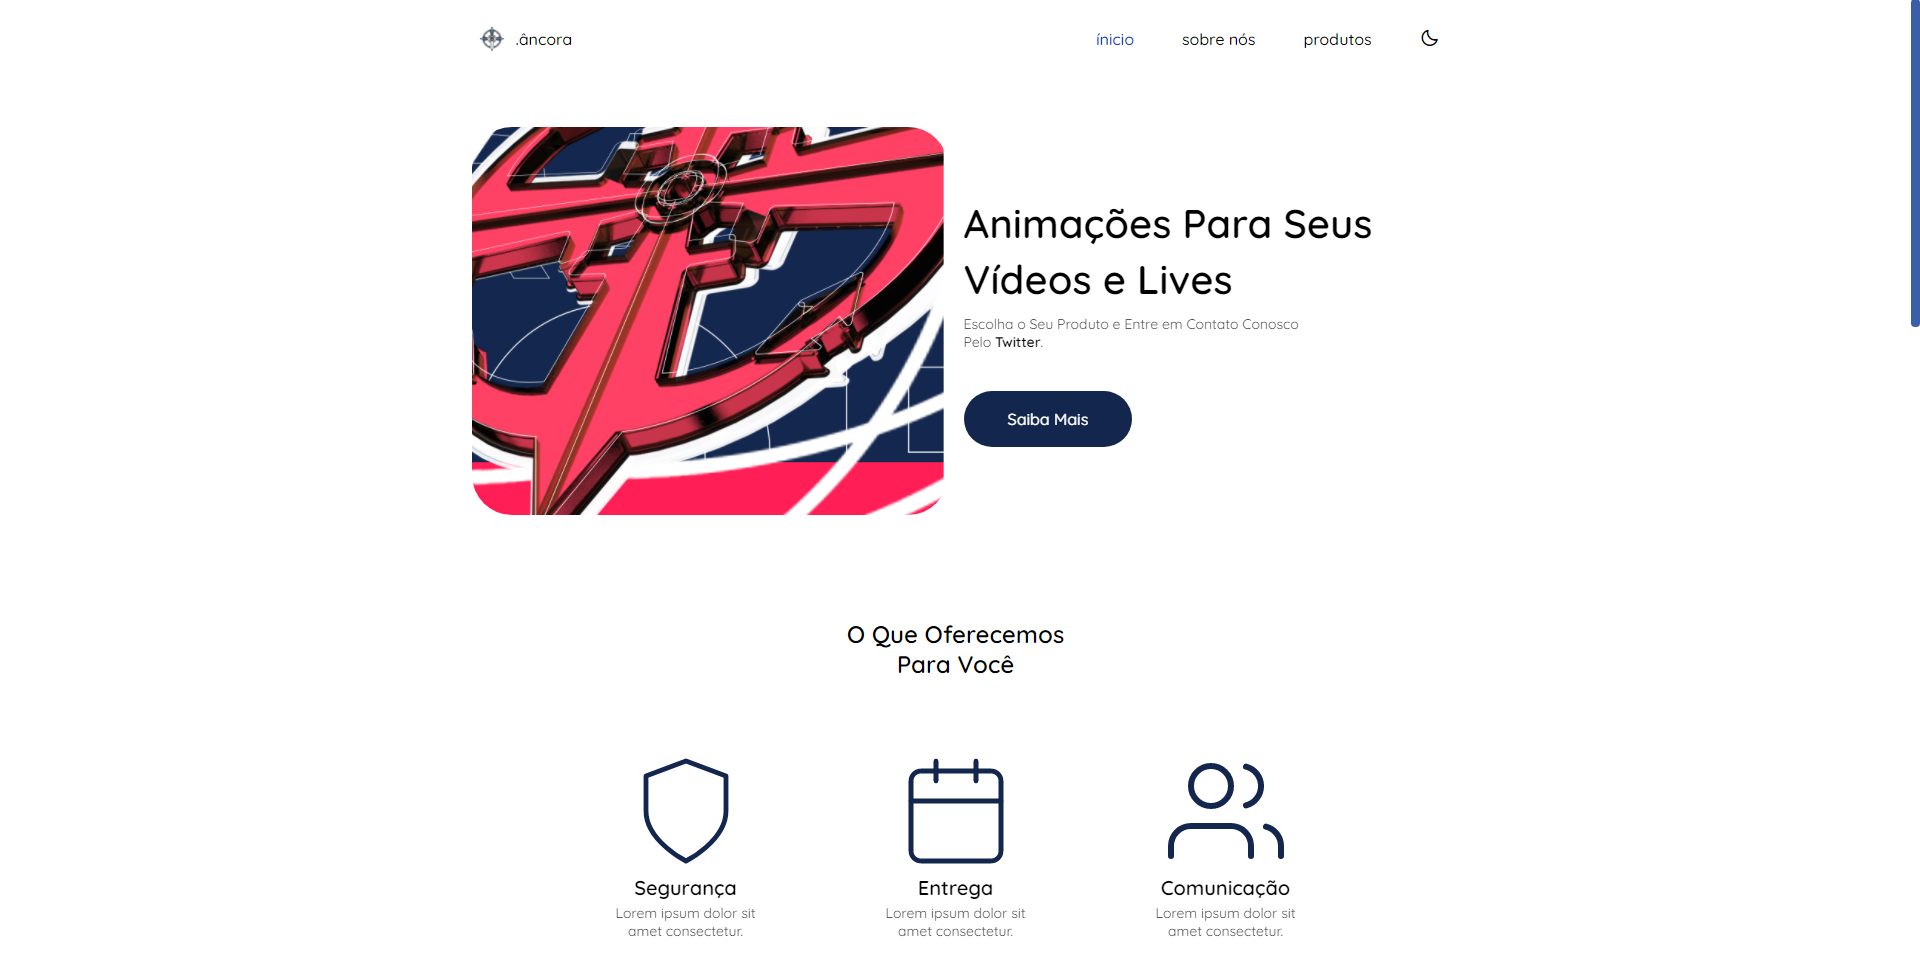 .âncora
ínicio
sobre nós
produtos
Animações Para Seus
Vídeos e Lives
Escolha o Seu Produto e Entre em Contato Conosco
Pelo Twitter.
Saiba Mais
O Que Oferecemos
Para Você
Segurança
Lorem ipsum dolor sit
amet consectetur.
Entrega
Lorem ipsum dolor sit
amet consectetur.
Comunicação
Lorem ipsum dolor sit
amet consectetur.